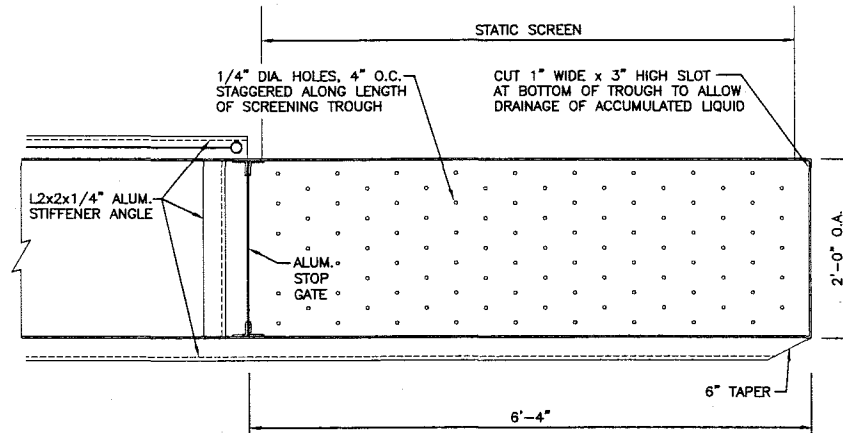 STATIC SCREEN
1/4" DIA. HOLES, 4" O.C.
STAGGERED ALONG LENGTH
OF SCREENING TROUGH
CUT 1" WIDE x 3" HIGH SLOT
AT BOTTOM OF TROUGH TO ALLOW
DRAINAGE OF ACCUMULATED LIQUID
L2x2x1/4" ALUM.
STIFFENER ANGLE
ALUM.
STOP
GATE
2'-0" O.A.
6" TAPER
6'-4"